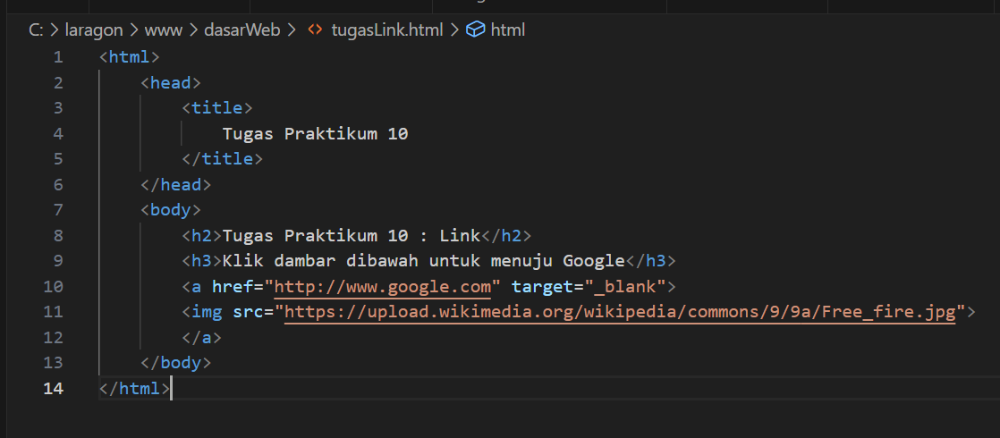 C: > laragon > www > dasarWeb > <> tugasLink.html > html
1 <html>
2 <head>
3 <title>
4 Tugas Praktikum 10
5 </title>
6 </head>
7 <body>
8 <h2>Tugas Praktikum 10 : Link</h2>
9 <h3>Klik dambar dibawah untuk menuju Google</h3>
10 <a href="http://www.google.com" target="_blank">
11 <img src="https://upload.wikimedia.org/wikipedia/commons/9/9a/Free_fire.jpg">
12 </a>
13 </body>
14 </html>